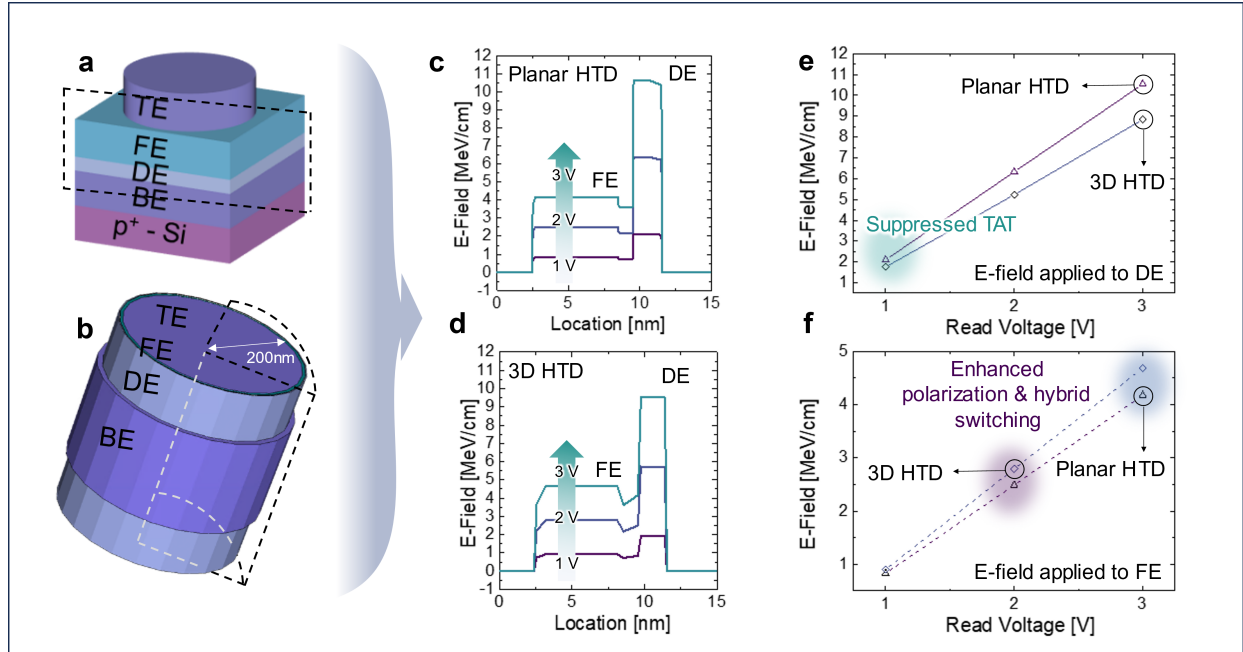 a
TE
FE
DE
BE
p⁺ - Si
b
TE
FE
200nm
DE
BE
c
Planar HTD
DE
FE
3 V
2 V
1 V
12
11
10
9
8
7
6
5
4
3
2
1
0
-1
E-Field [MeV/cm]
0
5
10
15
Location [nm]
d
3D HTD
DE
FE
3 V
2 V
1 V
12
11
10
9
8
7
6
5
4
3
2
1
0
-1
E-Field [MeV/cm]
0
5
10
15
Location [nm]
e
Planar HTD
3D HTD
Suppressed TAT
E-field applied to DE
12
11
10
9
8
7
6
5
4
3
2
1
E-Field [MeV/cm]
1
2
3
Read Voltage [V]
f
Enhanced
polarization & hybrid
switching
3D HTD
Planar HTD
E-field applied to FE
5
4
3
2
1
E-Field [MeV/cm]
1
2
3
Read Voltage [V]